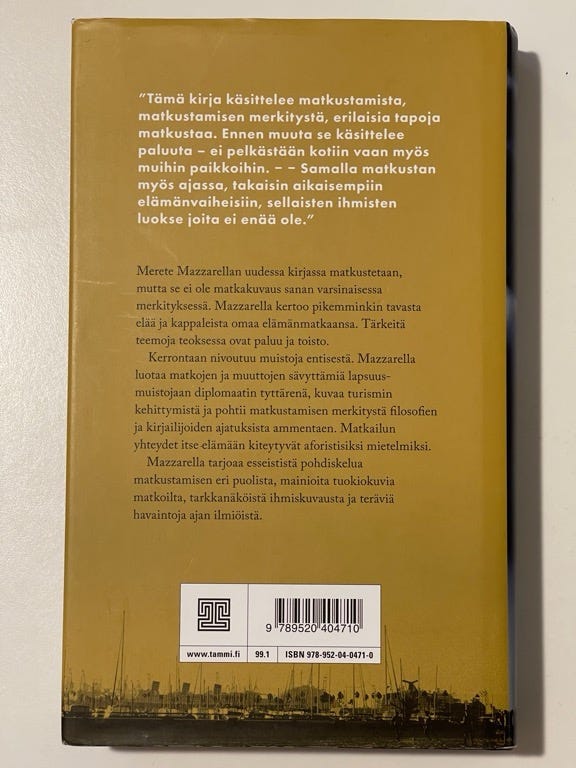 ”Tämä kirja käsittelee matkustamista,
matkustamisen merkitystä, erilaisia tapoja
matkustaa. Ennen muuta se käsittelee
paluuta – ei pelkästään kotiin vaan myös
muihin paikkoihin. – – Samalla matkustan
myös ajassa, takaisin aikaisempiin
elämänvaiheisiin, sellaisten ihmisten
luokse joita ei enää ole.”
Merete Mazzarellan uudessa kirjassa matkustetaan,
mutta se ei ole matkakuvaus sanan varsinaisessa
merkityksessä. Mazzarella kertoo pikemminkin tavasta
elää ja kappaleista omaa elämänmatkaansa. Tärkeitä
teemoja teoksessa ovat paluu ja toisto.
Kerrontaan nivoutuu muistoja entisestä. Mazzarella
luotaa matkojen ja muuttojen sävyttämiä lapsuus-
muistojaan diplomaatin tyttärenä, kuvaa turismin
kehittymistä ja pohtii matkustamisen merkitystä filosofien
ja kirjailijoiden ajatuksista ammentaen. Matkailun
yhteydet itse elämään kiteytyvät aforistisiksi mietelmiksi.
Mazzarella tarjoaa esseististä pohdiskelua
matkustamisen eri puolista, mainioita tuokiokuvia
matkoilta, tarkkanäköistä ihmiskuvausta ja teräviä
havaintoja ajan ilmiöistä.
9 789520 404710
www.tammi.fi 99.1 ISBN 978-952-04-0471-0